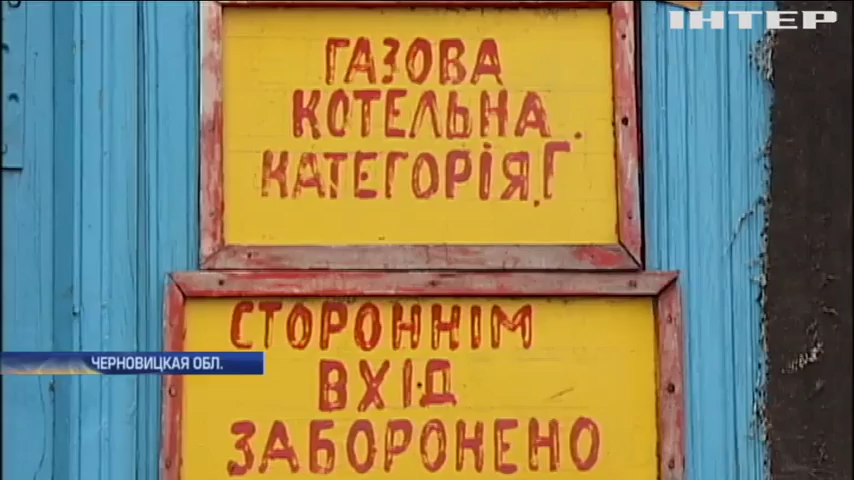 ІНТЕР
ГАЗОВА
КОТЕЛЬНА.
КАТЕГОРІЯ.Г
СТОРОННІМ
ЧЕРНОВИЦКАЯ ОБЛ.
ВХІД
ЗАБОРОНЕНО